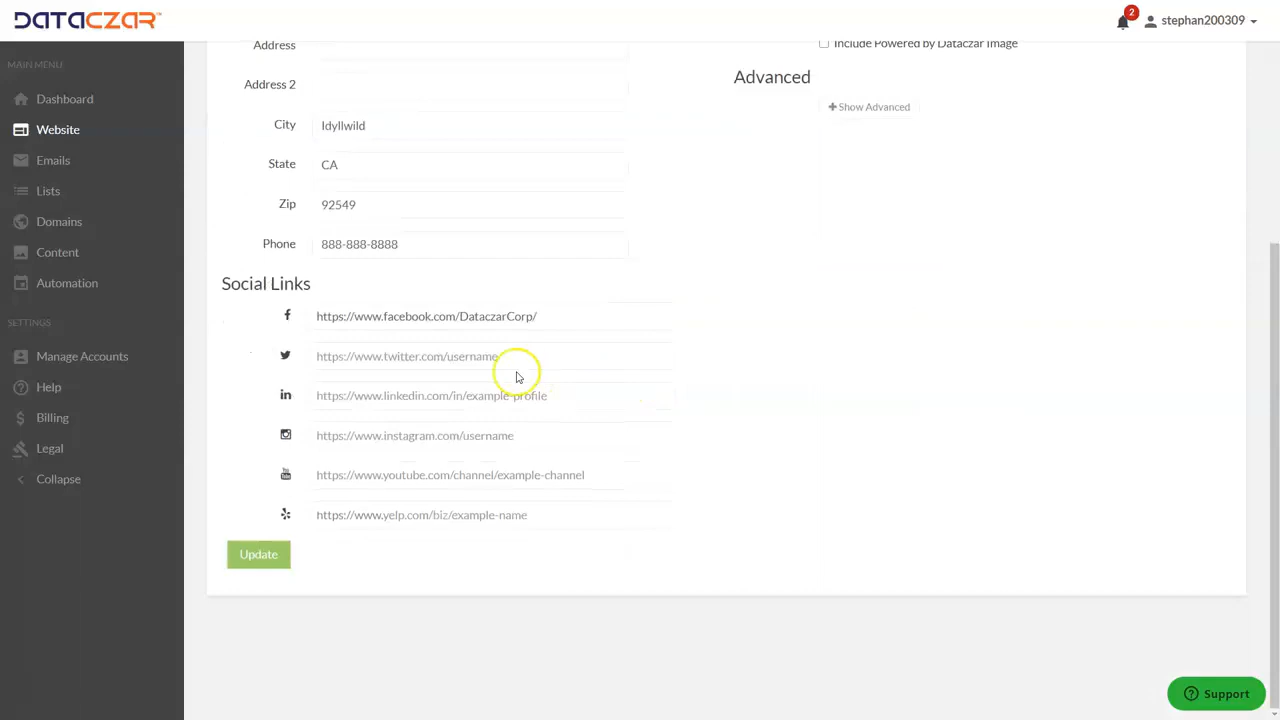 DATACZAR
2
stephan200309
MAIN MENU
Dashboard
Website
Emails
Lists
Domains
Content
Automation
SETTINGS
Manage Accounts
Help
Billing
Legal
Collapse
Address
Address 2
City Idyllwild
State CA
Zip 92549
Phone 888-888-8888
Social Links
https://www.facebook.com/DataczarCorp/
https://www.twitter.com/username
https://www.linkedin.com/in/example-profile
https://www.instagram.com/username
https://www.youtube.com/channel/example-channel
https://www.yelp.com/biz/example-name
Update
Include Powered by Dataczar Image
Advanced
+ Show Advanced
Support